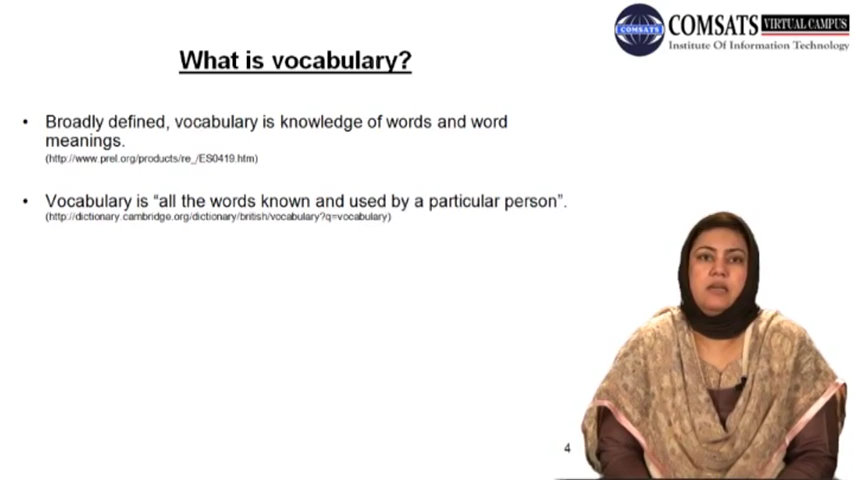 COMSATS VIRTUAL CAMPUS
COMSATS
Institute Of Information Technology
What is vocabulary?
• Broadly defined, vocabulary is knowledge of words and word
meanings.
(http://www.prel.org/products/re_/ES0419.htm)
• Vocabulary is “all the words known and used by a particular person”.
(http://dictionary.cambridge.org/dictionary/british/vocabulary?q=vocabulary)
4